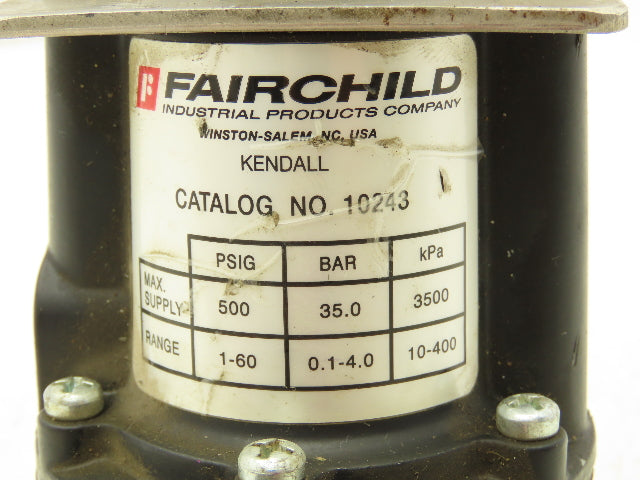 F FAIRCHILD
INDUSTRIAL PRODUCTS COMPANY
WINSTON-SALEM, NC, USA
KENDALL
CATALOG NO. 10243
PSIG BAR kPa
MAX. SUPPLY 500 35.0 3500
RANGE 1-60 0.1-4.0 10-400